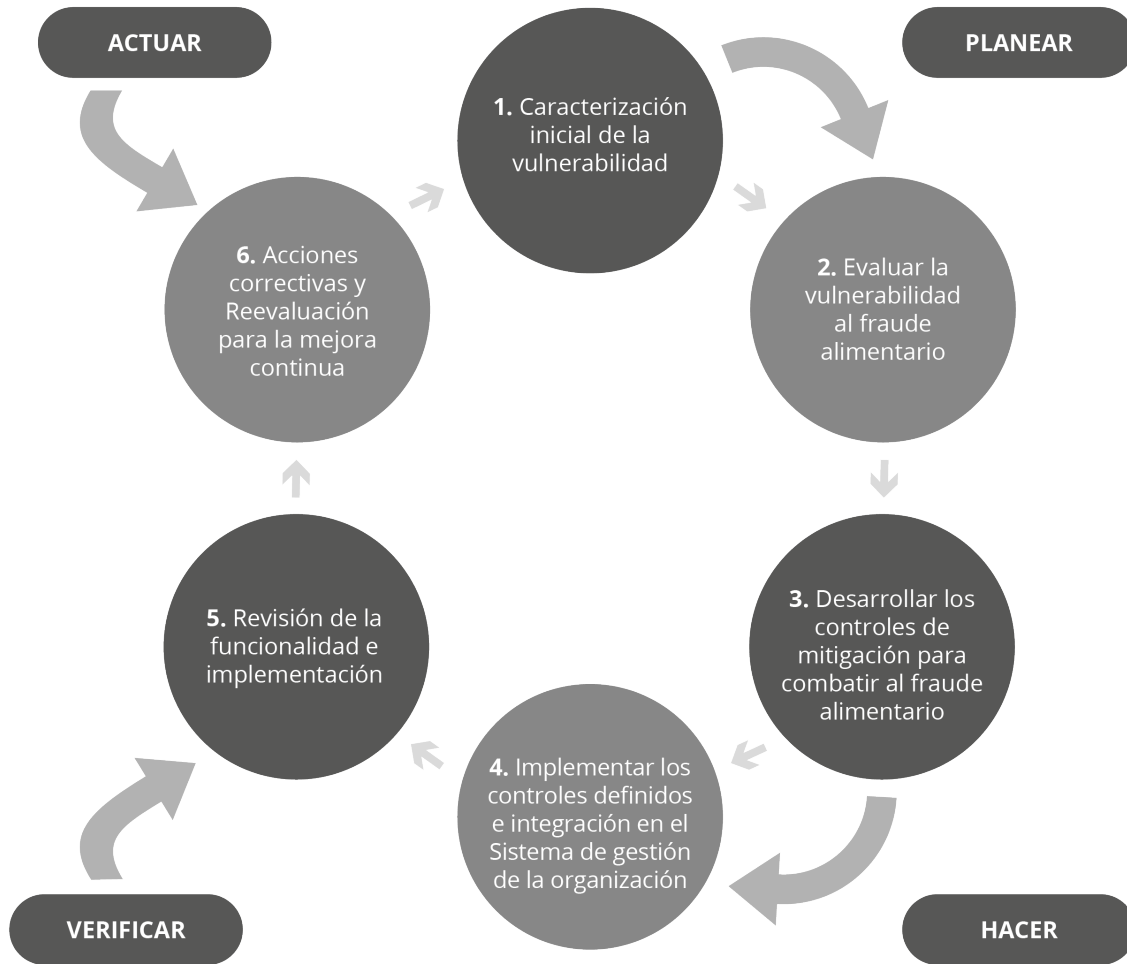 ACTUAR
PLANEAR
1. Caracterización
inicial de la
vulnerabilidad
2. Evaluar la
vulnerabilidad
al fraude
alimentario
3. Desarrollar los
controles de
mitigación para
combatir al fraude
alimentario
4. Implementar los
controles definidos
e integración en el
Sistema de gestión
de la organización
5. Revisión de la
funcionalidad e
implementación
6. Acciones
correctivas y
Reevaluación
para la mejora
continua
VERIFICAR
HACER